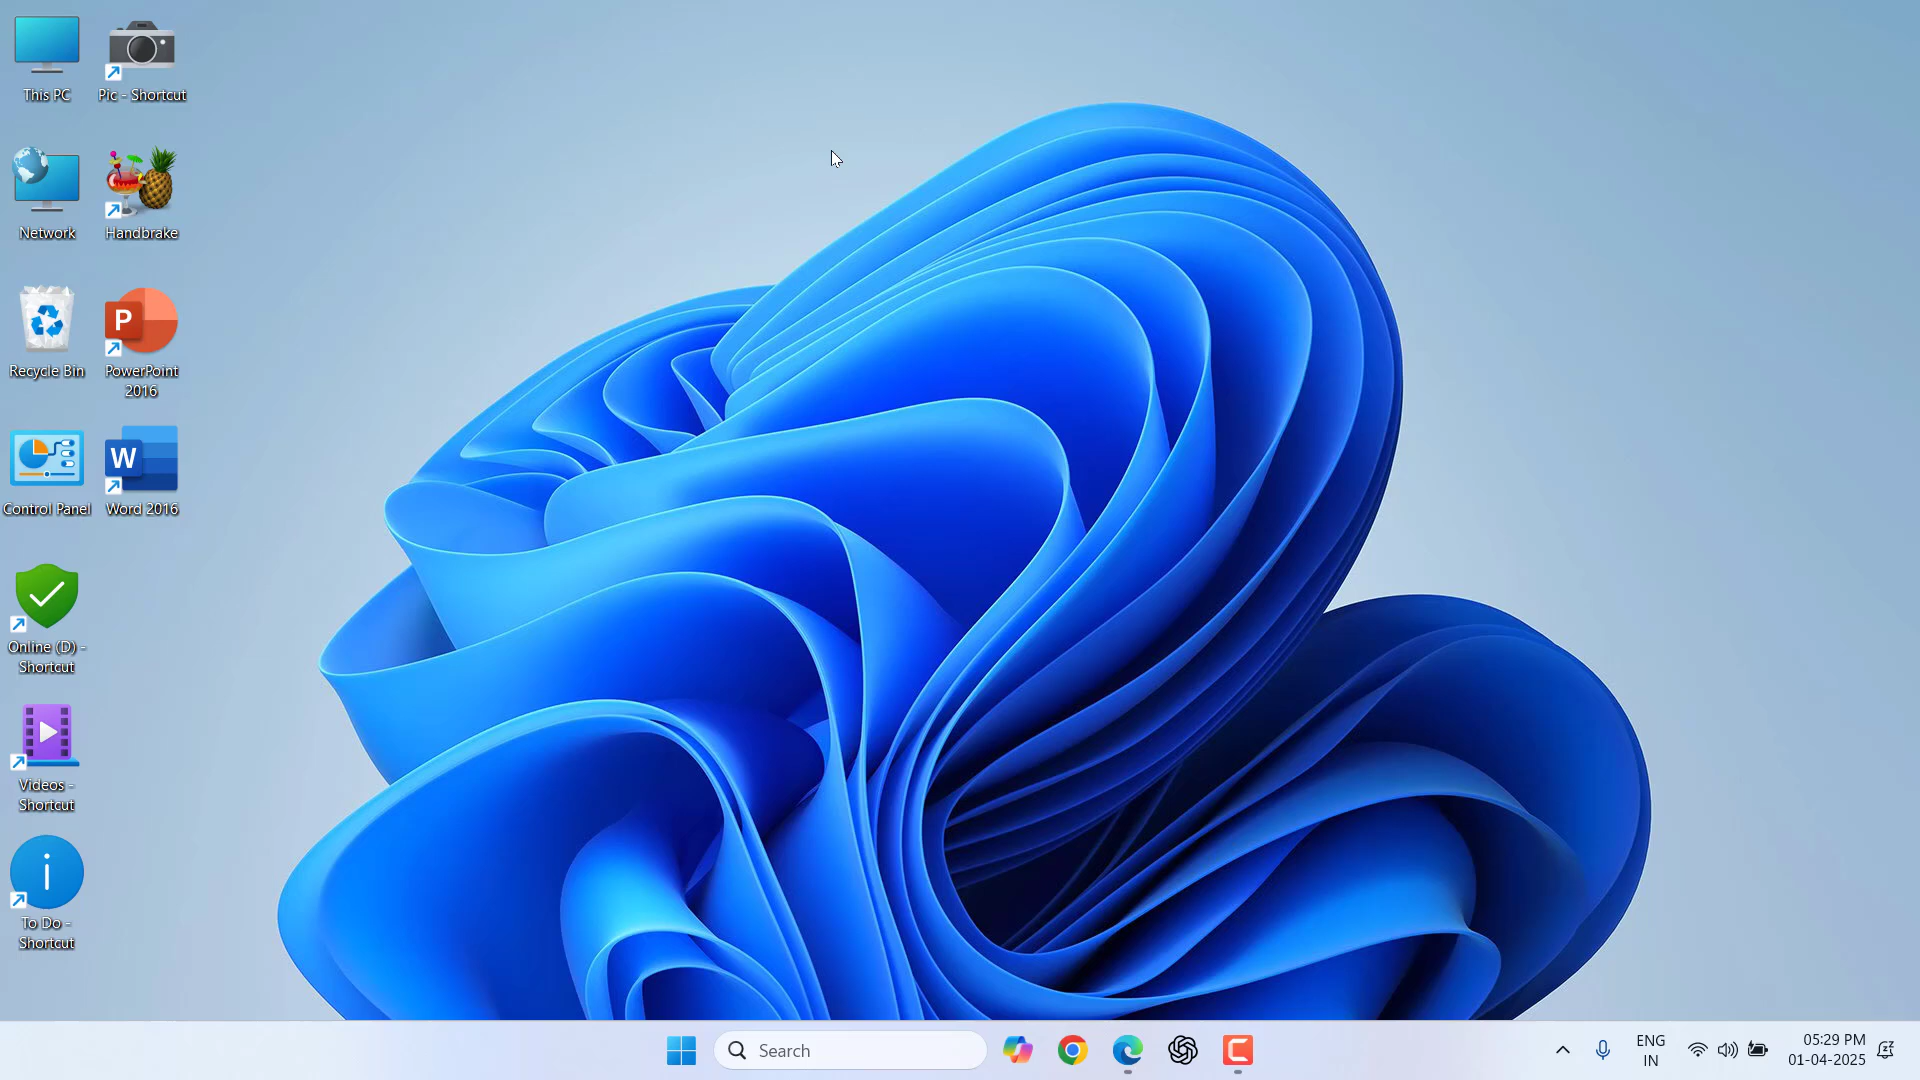 This PC
Pic - Shortcut
Network
Handbrake
Recycle Bin
PowerPoint
2016
Control Panel
Word 2016
Online (D) -
Shortcut
Videos -
Shortcut
To Do -
Shortcut
Search
ENG
IN
05:29 PM
01-04-2025